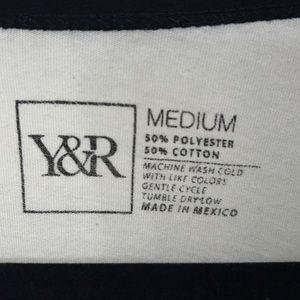 Y&R
MEDIUM
50% POLYESTER
50% COTTON
MACHINE WASH COLD
WITH LIKE COLORS
GENTLE CYCLE
TUMBLE DRY LOW
MADE IN MEXICO